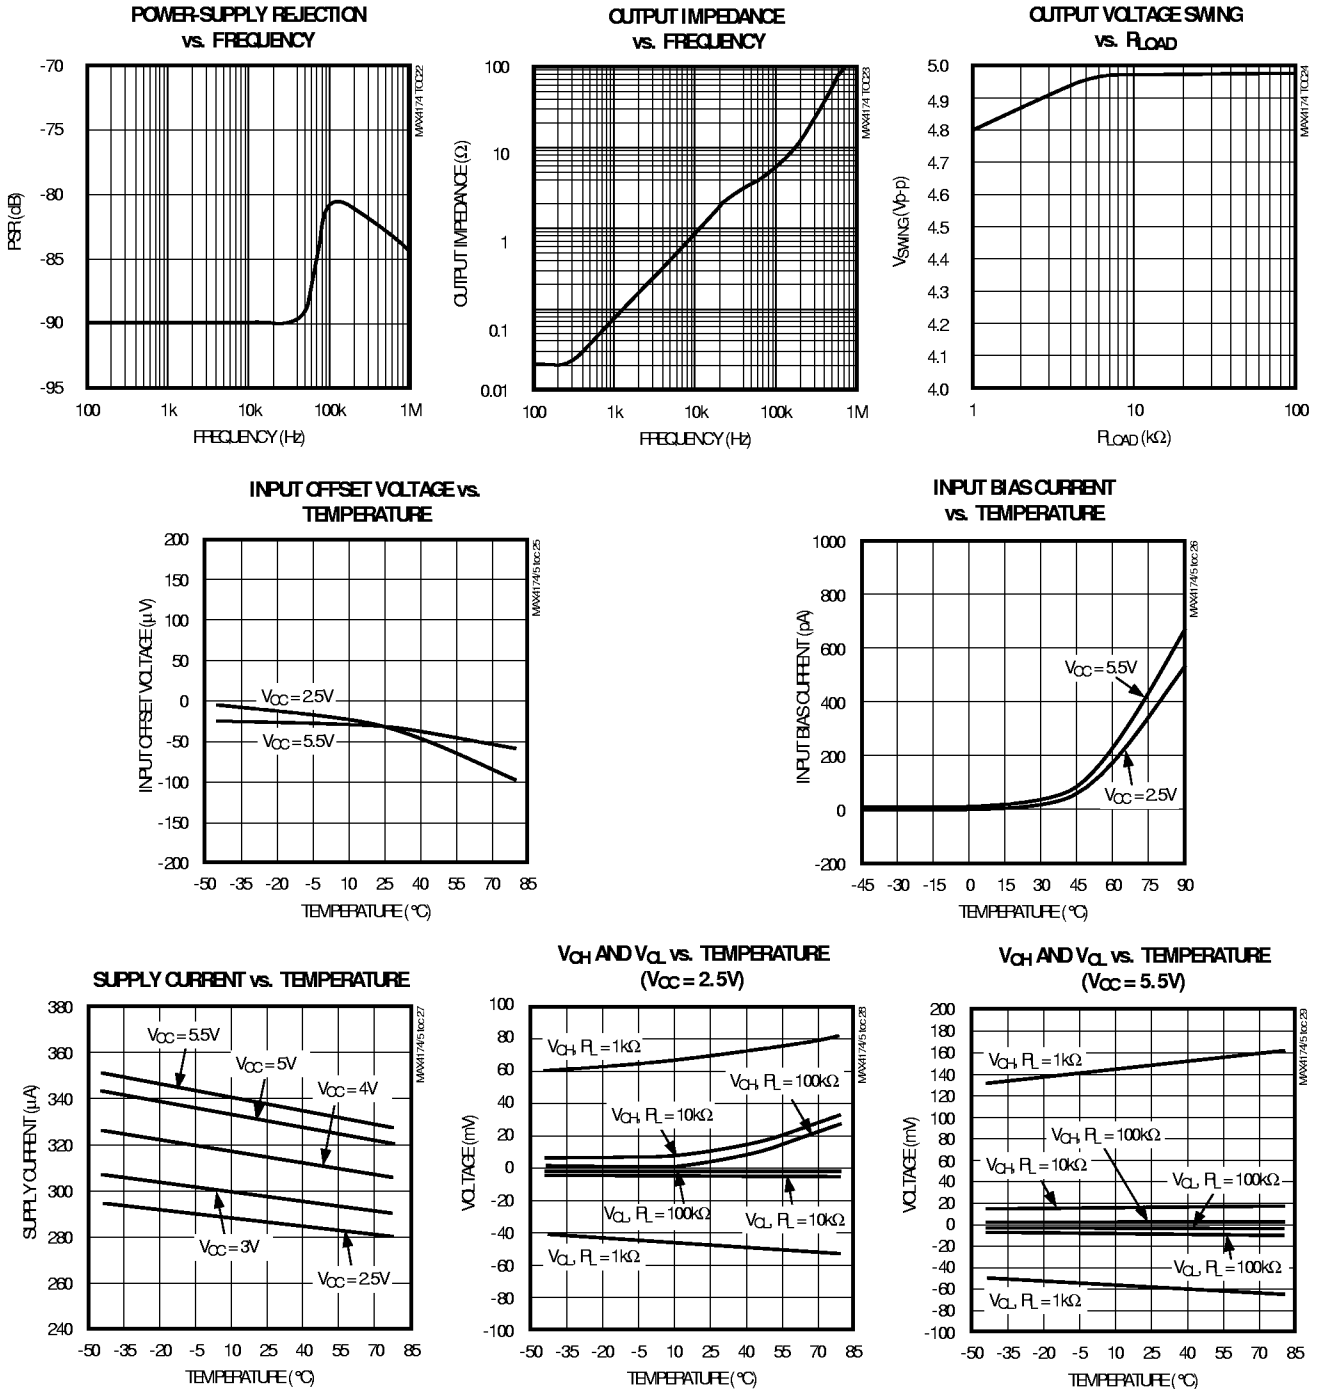 POWER-SUPPLY REJECTION
vs. FREQUENCY
-70
-75
-80
-85
-90
-95
PSR (dB)
100 1k 10k 100k 1M
FREQUENCY (Hz)
MAX4174 TOC22
OUTPUT IMPEDANCE
vs. FREQUENCY
100
10
1
0.1
0.01
OUTPUT IMPEDANCE (Ω)
100 1k 10k 100k 1M
FREQUENCY (Hz)
MAX4174 TOC23
OUTPUT VOLTAGE SWING
vs. RLOAD
5.0
4.9
4.8
4.7
4.6
4.5
4.4
4.3
4.2
4.1
4.0
VSWING (Vp-p)
1 10 100
RLOAD (kΩ)
MAX4174 TOC24
INPUT OFFSET VOLTAGE vs.
TEMPERATURE
200
150
100
50
0
-50
-100
-150
-200
INPUT OFFSET VOLTAGE (µV)
VCC = 2.5V
VCC = 5.5V
-50 -35 -20 -5 10 25 40 55 70 85
TEMPERATURE (°C)
MAX4174/5 toc 25
INPUT BIAS CURRENT
vs. TEMPERATURE
1000
800
600
400
200
0
-200
INPUT BIAS CURRENT (pA)
VCC = 5.5V
VCC = 2.5V
-45 -30 -15 0 15 30 45 60 75 90
TEMPERATURE (°C)
MAX4174/5 toc 26
SUPPLY CURRENT vs. TEMPERATURE
380
360
340
320
300
280
260
240
SUPPLY CURRENT (µA)
VCC = 5.5V
VCC = 5V
VCC = 4V
VCC = 3V
VCC = 2.5V
-50 -35 -20 -5 10 25 40 55 70 85
TEMPERATURE (°C)
MAX4174/5 toc 27
VOH AND VOL vs. TEMPERATURE
(VCC = 2.5V)
100
80
60
40
20
0
-20
-40
-60
-80
-100
VOLTAGE (mV)
VOH, RL = 1kΩ
VOH, RL = 100kΩ
VOH, RL = 10kΩ
VOL, RL = 100kΩ
VOL, RL = 10kΩ
VOL, RL = 1kΩ
-50 -35 -20 -5 10 25 40 55 70 85
TEMPERATURE (°C)
MAX4174/5 toc 28
VOH AND VOL vs. TEMPERATURE
(VCC = 5.5V)
200
180
160
140
120
100
80
60
40
20
0
-20
-40
-60
-80
-100
VOLTAGE (mV)
VOH, RL = 1kΩ
VOH, RL = 100kΩ
VOH, RL = 10kΩ
VOL, RL = 100kΩ
VOL, RL = 100kΩ
VOL, RL = 1kΩ
-50 -35 -20 -5 10 25 40 55 70 85
TEMPERATURE (°C)
MAX4174/5 toc 29